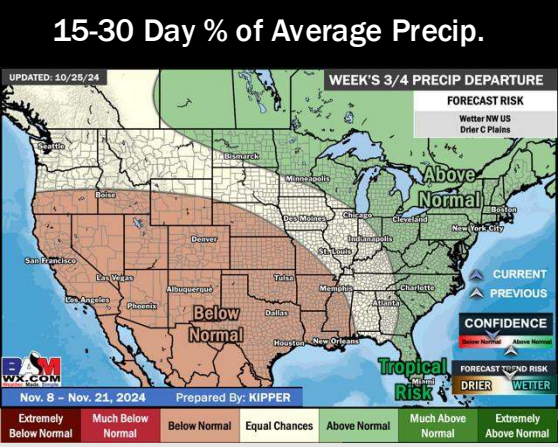 15-30 Day % of Average Precip.
UPDATED: 10/25/24
WEEK'S 3/4 PRECIP DEPARTURE
FORECAST RISK
Wetter NW US
Drier C Plains
Seattle
Bismarck
Minneapolis
Above
Normal
Boise
Boston
Des Moines
Chicago
Cleveland
New York City
Denver
Indianapolis
San Francisco
St. Louis
Las Vegas
Tulsa
CURRENT
Los Angeles
Albuquerque
Memphis
Charlotte
PREVIOUS
Phoenix
Atlanta
Below
Normal
Dallas
CONFIDENCE
Houston
New Orleans
Below Normal
Above Normal
BAM
WX.COM
Tropical
Risk
Miami
FORECAST TREND RISK
DRIER
WETTER
Nov. 8 – Nov. 21, 2024
Prepared By: KIPPER
Extremely
Below Normal
Much Below
Normal
Below Normal
Equal Chances
Above Normal
Much Above
Normal
Extremely
Above Normal